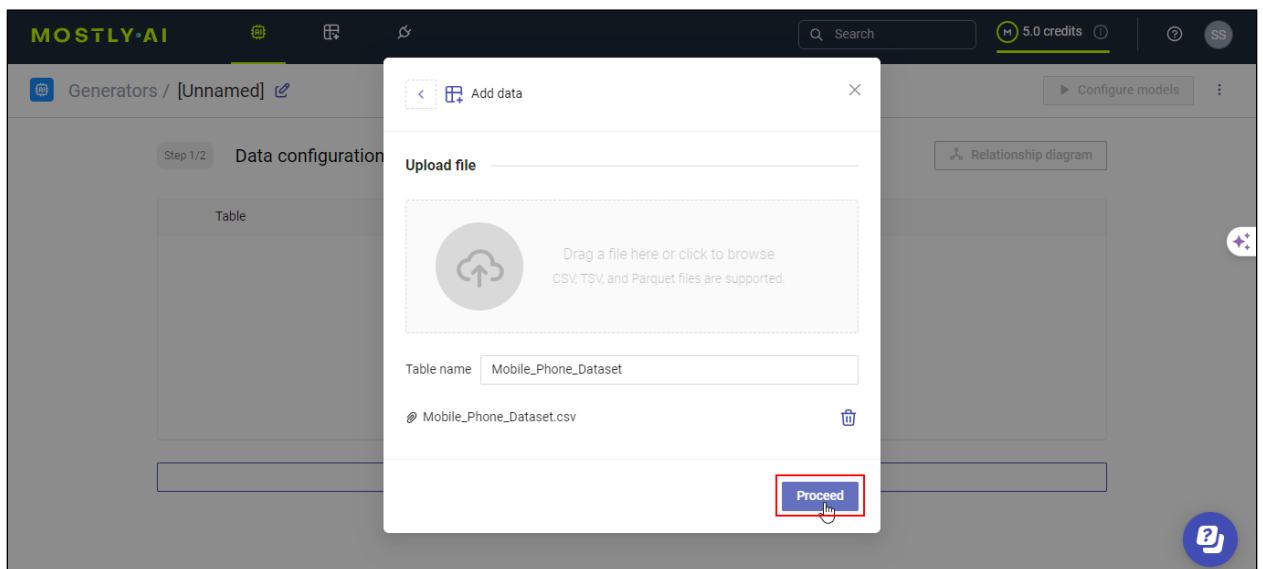 MOSTLY·AI
AI
Search
M 5.0 credits
?
SS
AI Generators / [Unnamed]
Configure models
Add data
Step 1/2 Data configuration
Relationship diagram
Upload file
Table
Drag a file here or click to browse
CSV, TSV, and Parquet files are supported.
Table name Mobile_Phone_Dataset
Mobile_Phone_Dataset.csv
Proceed
?